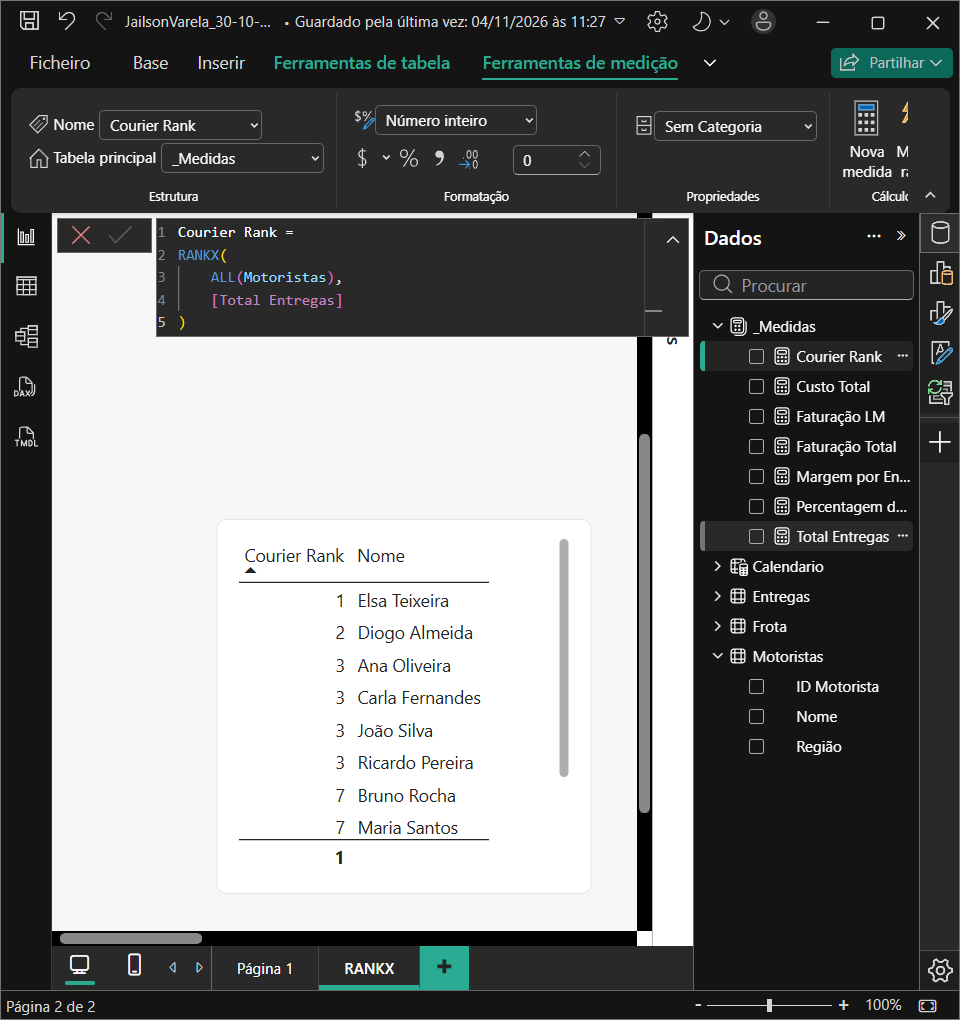 JailsonVarela_30-10-... • Guardado pela última vez: 04/11/2026 às 11:27
Ficheiro Base Inserir Ferramentas de tabela Ferramentas de medição Partilhar
Nome Courier Rank
Tabela principal _Medidas
Estrutura
Número inteiro
$ % 0
Formatação
Sem Categoria
Propriedades
Nova medida
Cálculo
1 Courier Rank =
2 RANKX(
3 ALL(Motoristas),
4 [Total Entregas]
5 )
DAX
TMDL
Dados
Procurar
_Medidas
Courier Rank
Custo Total
Faturação LM
Faturação Total
Margem por En...
Percentagem d...
Total Entregas
Calendario
Entregas
Frota
Motoristas
ID Motorista
Nome
Região
Courier Rank Nome
1 Elsa Teixeira
2 Diogo Almeida
3 Ana Oliveira
3 Carla Fernandes
3 João Silva
3 Ricardo Pereira
7 Bruno Rocha
7 Maria Santos
1
Página 1 RANKX +
Página 2 de 2
- + 100%